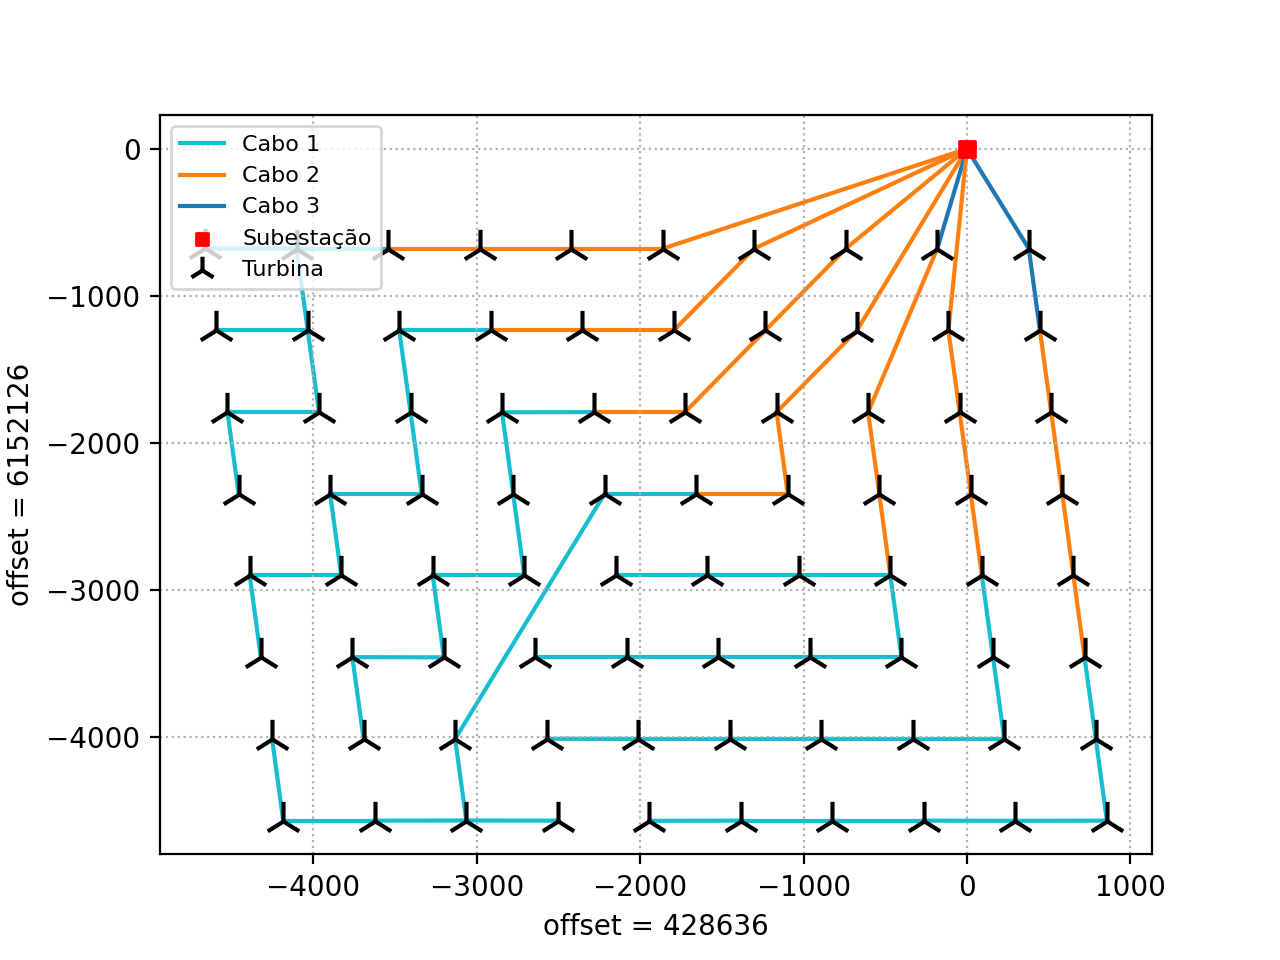 Cabo 1
Cabo 2
Cabo 3
Subestação
Turbina
0
−1000
−2000
−3000
−4000
offset = 6152126
−4000 −3000 −2000 −1000 0 1000
offset = 428636